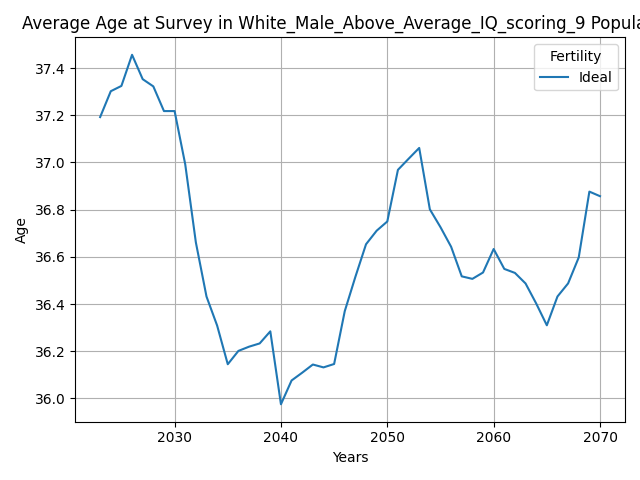 Average Age at Survey in White_Male_Above_Average_IQ_scoring_9 Popula
Fertility
Ideal
37.4
37.2
37.0
36.8
36.6
36.4
36.2
36.0
Age
2030 2040 2050 2060 2070
Years